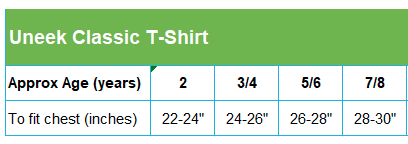 Uneek Classic T-Shirt
Approx Age (years) 2 3/4 5/6 7/8
To fit chest (inches) 22-24" 24-26" 26-28" 28-30"